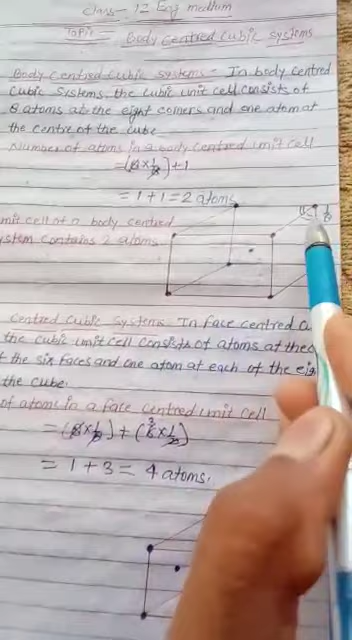 Class - 12 Eng medium
Topic = Body Centred Cubic systems
Body Centred Cubic systems - In body centred
cubic systems, the cubic unit cell consists of
8 atoms at the eight corners and one atom at
the centre of the cube
Number of atoms in a body centred unit cell
= (8 × 1/8) + 1
= 1 + 1 = 2 atoms
unit cell of a body centred
ystem contains 2 atoms
1/8
centred cubic systems In face centred cu
the cubic unit cell consists of atoms at the
t the six faces and one atom at each of the eig
the cube.
of atoms in a face centred unit cell
= (8 × 1/8) + (6 3 × 1/2)
= 1 + 3 = 4 atoms.